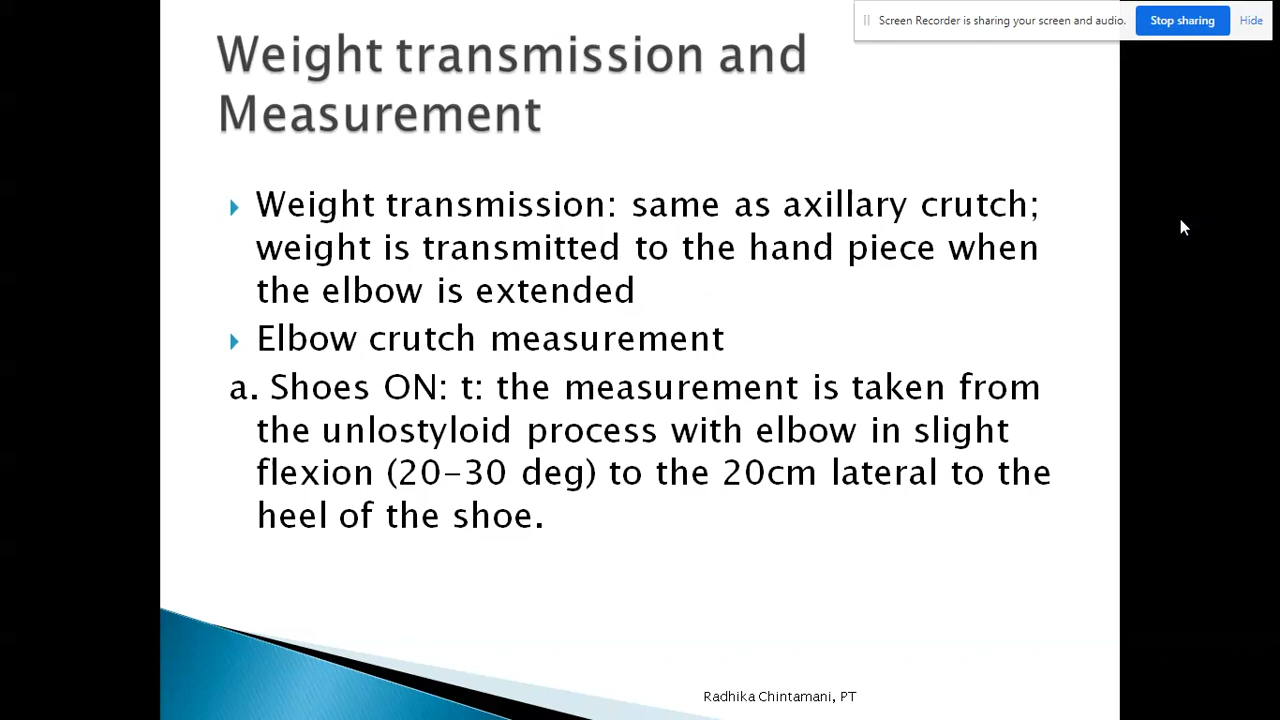 Screen Recorder is sharing your screen and audio.
Stop sharing
Hide
Weight transmission and
Measurement
Weight transmission: same as axillary crutch;
weight is transmitted to the hand piece when
the elbow is extended
Elbow crutch measurement
a. Shoes ON: t: the measurement is taken from
the unlostyloid process with elbow in slight
flexion (20-30 deg) to the 20cm lateral to the
heel of the shoe.
Radhika Chintamani, PT